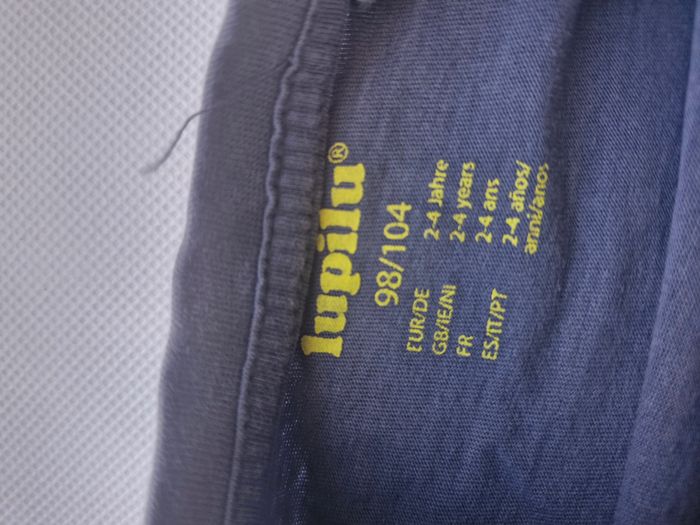 lupilu®
98/104
EUR/DE 2-4 Jahre
GB/IE/NI 2-4 years
FR 2-4 ans
ES/IT/PT 2-4 años/
anni/anos